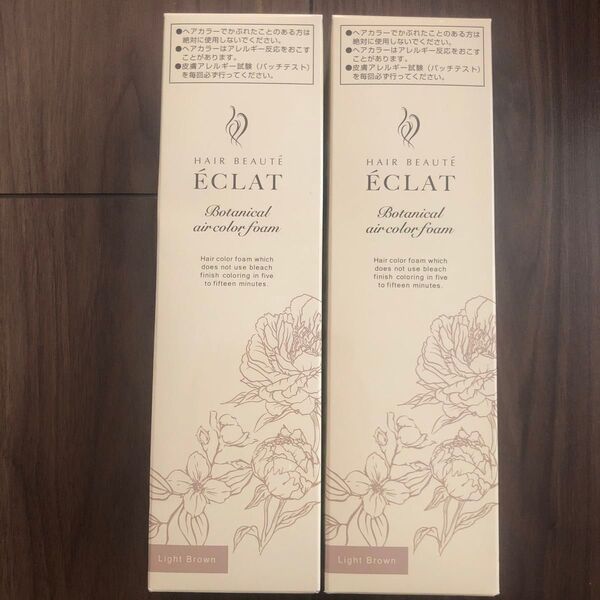 ●ヘアカラーでかぶれたことのある方は
絶対に使用しないでください。
●ヘアカラーはアレルギー反応をおこす
ことがあります。
●皮膚アレルギー試験（パッチテスト）
を毎回必ず行ってください。
HAIR BEAUTÉ
ÉCLAT
Botanical
air color foam
Hair color foam which
does not use bleach
finish coloring in five
to fifteen minutes.
Light Brown
●ヘアカラーでかぶれたことのある方は
絶対に使用しないでください。
●ヘアカラーはアレルギー反応をおこす
ことがあります。
●皮膚アレルギー試験（パッチテスト）
を毎回必ず行ってください。
HAIR BEAUTÉ
ÉCLAT
Botanical
air color foam
Hair color foam which
does not use bleach
finish coloring in five
to fifteen minutes.
Light Brown